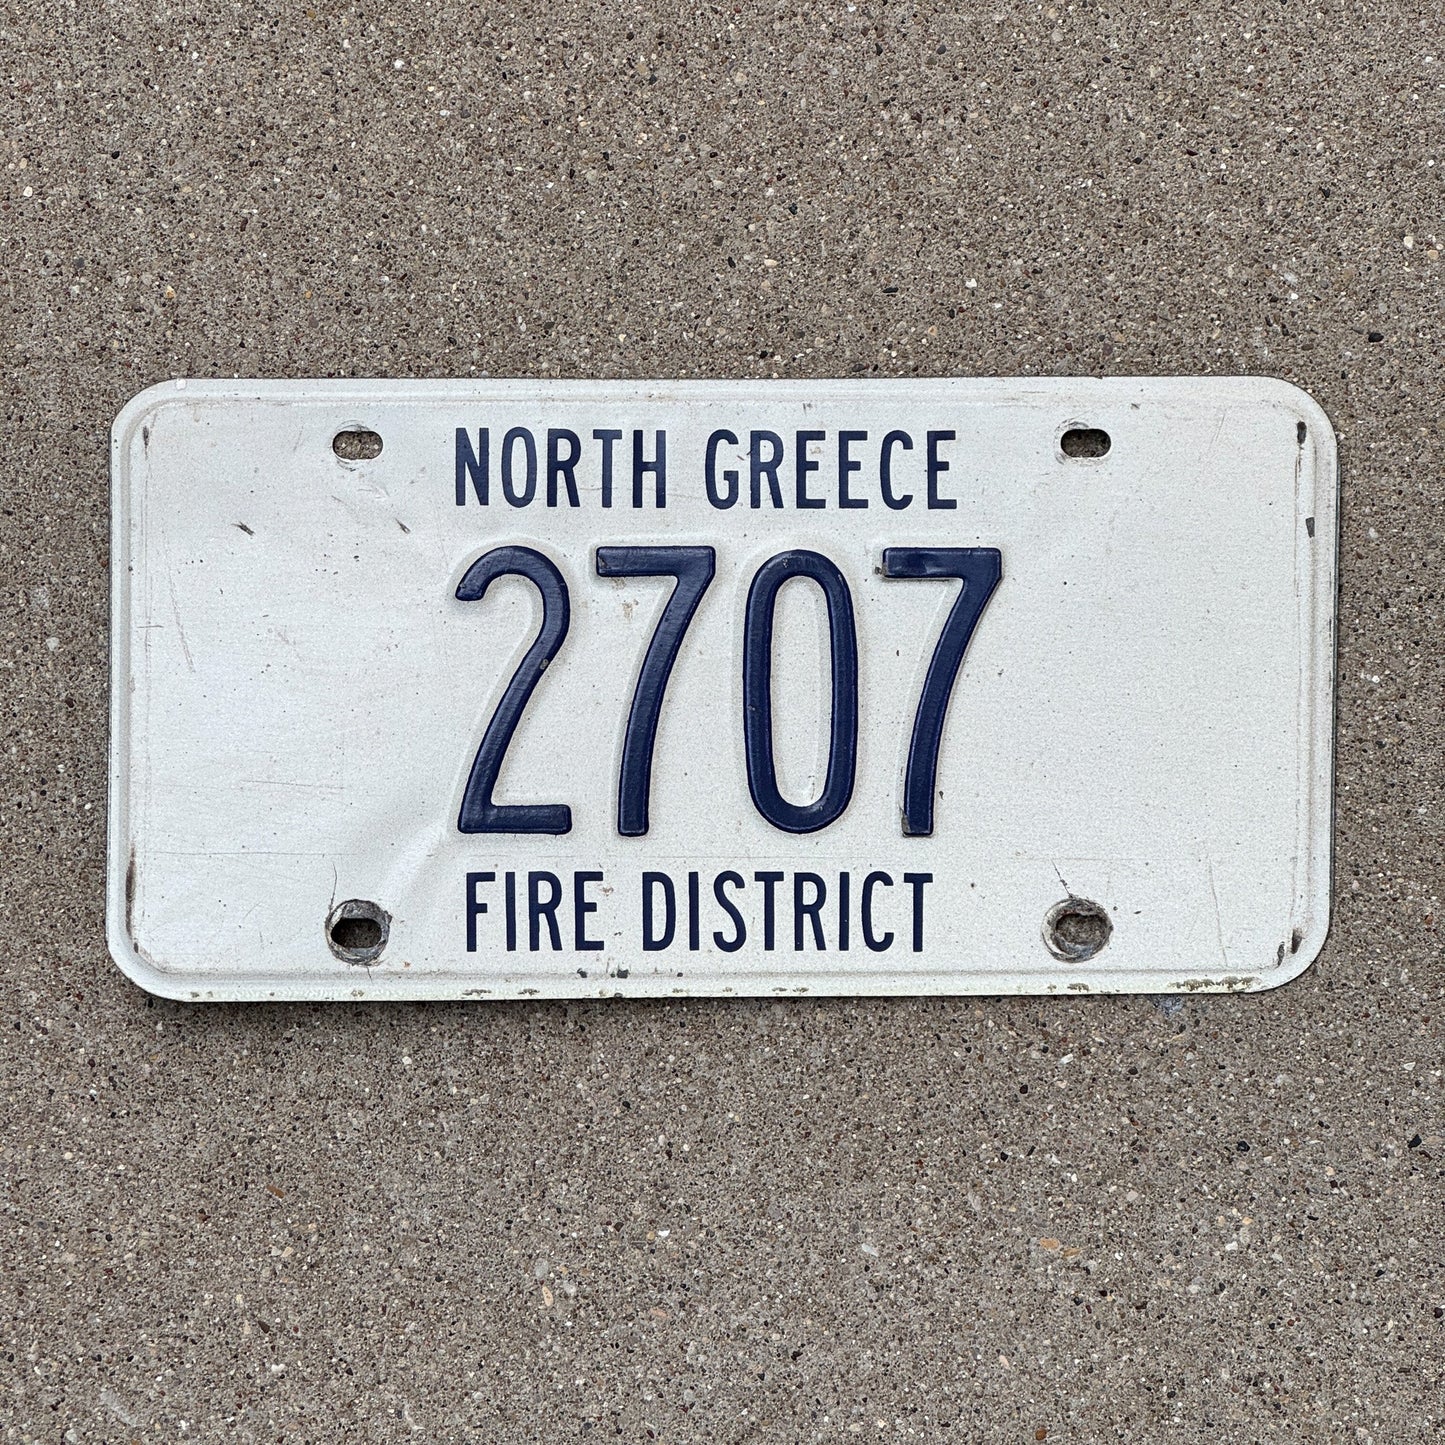 NORTH GREECE
2707
FIRE DISTRICT